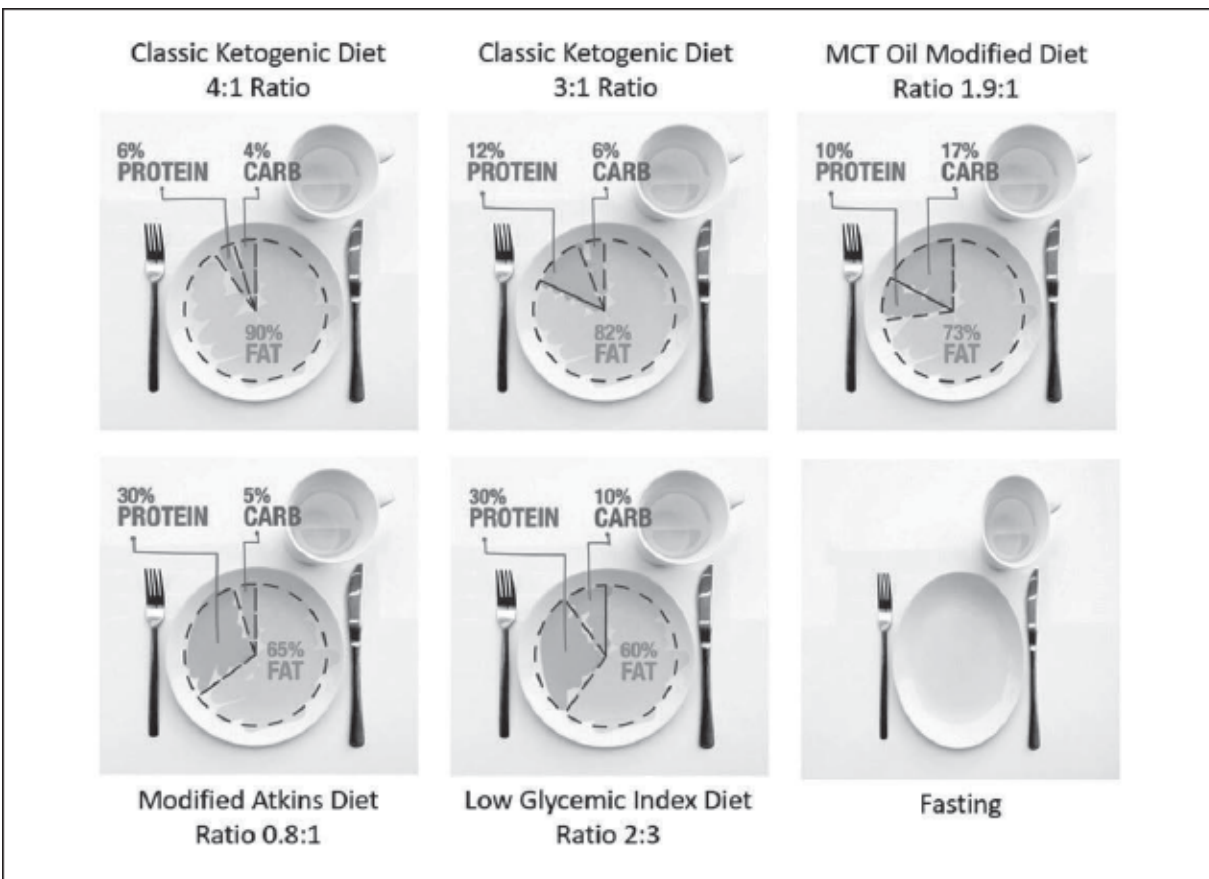 Classic Ketogenic Diet
4:1 Ratio
6%
PROTEIN
4%
CARB
90%
FAT
Classic Ketogenic Diet
3:1 Ratio
12%
PROTEIN
6%
CARB
82%
FAT
MCT Oil Modified Diet
Ratio 1.9:1
10%
PROTEIN
17%
CARB
73%
FAT
30%
PROTEIN
5%
CARB
65%
FAT
Modified Atkins Diet
Ratio 0.8:1
30%
PROTEIN
10%
CARB
60%
FAT
Low Glycemic Index Diet
Ratio 2:3
Fasting